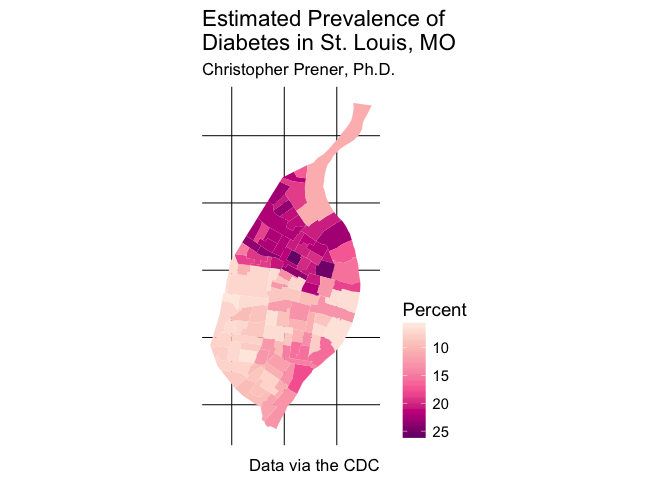 Estimated Prevalence of
Diabetes in St. Louis, MO
Christopher Prener, Ph.D.
Percent
10
15
20
25
Data via the CDC